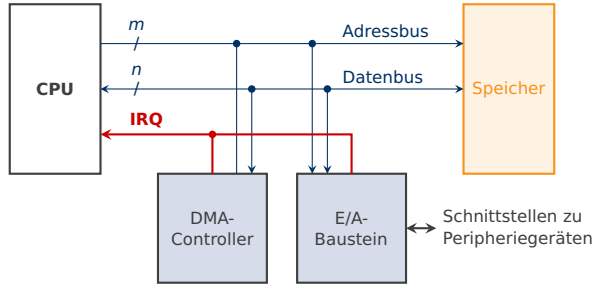 m
Adressbus
n
Datenbus
CPU
Speicher
IRQ
DMA-
Controller
E/A-
Baustein
Schnittstellen zu
Peripheriegeräten